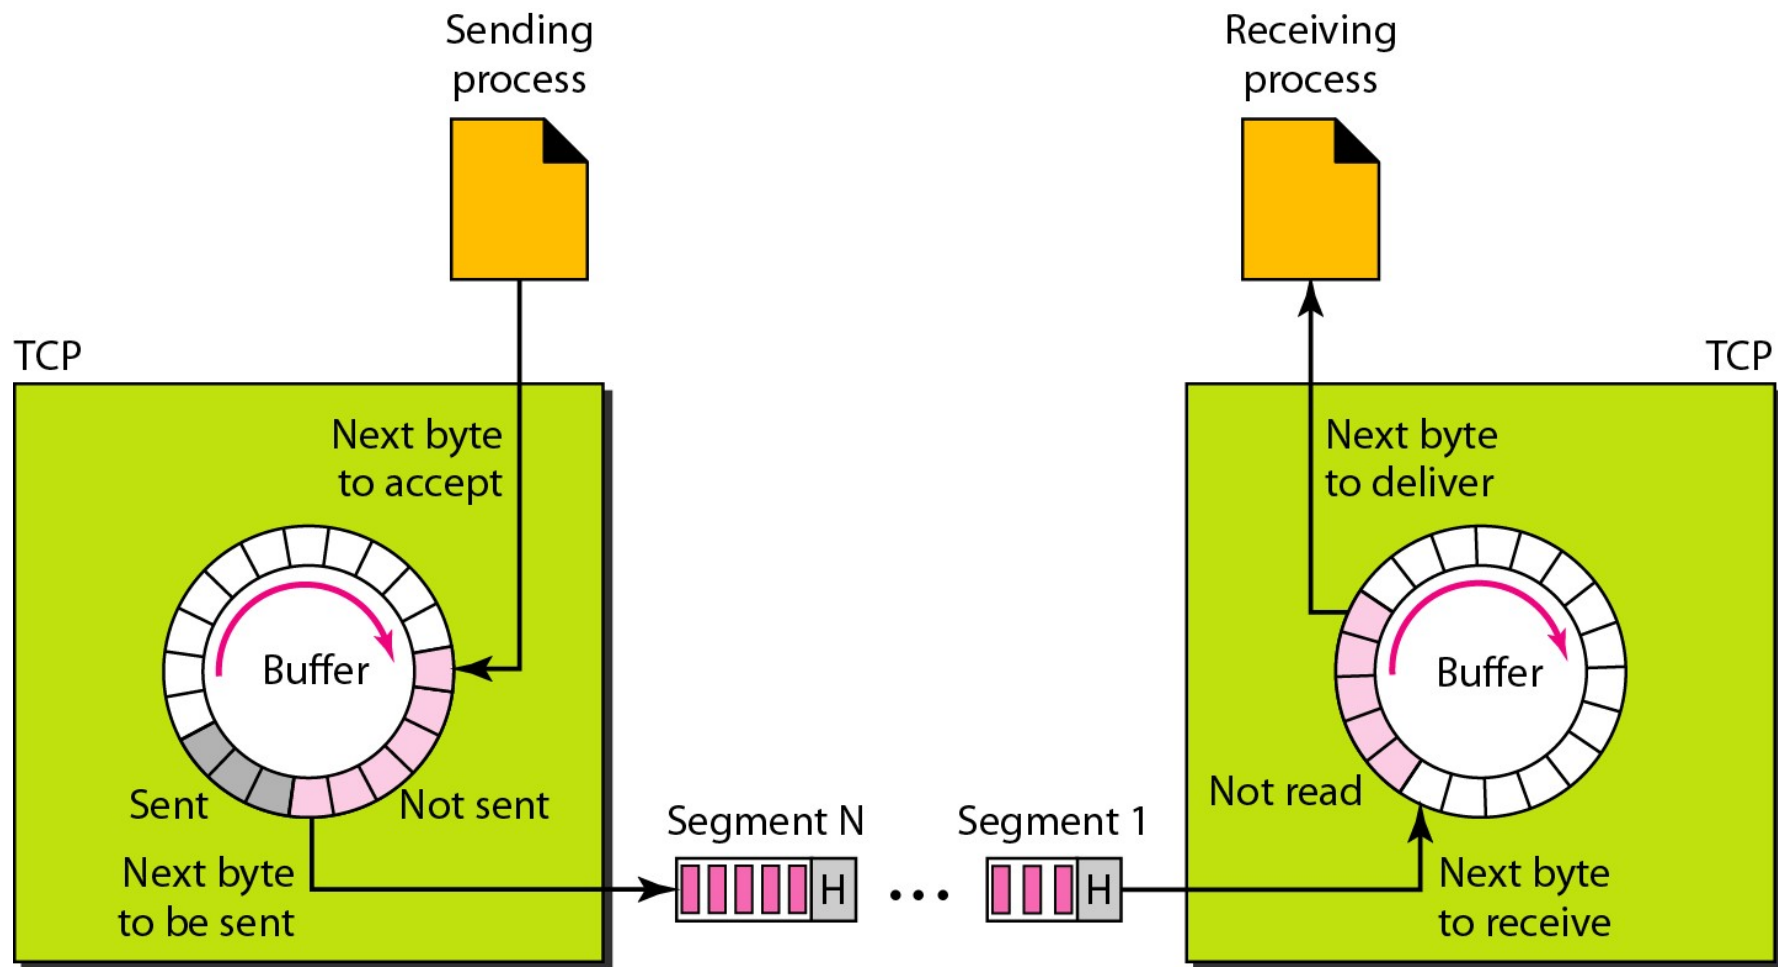 Sending
process
Receiving
process
TCP
TCP
Next byte
to accept
Next byte
to deliver
Buffer
Buffer
Sent
Not sent
Not read
Segment N
Segment 1
Next byte
to be sent
H
...
H
Next byte
to receive